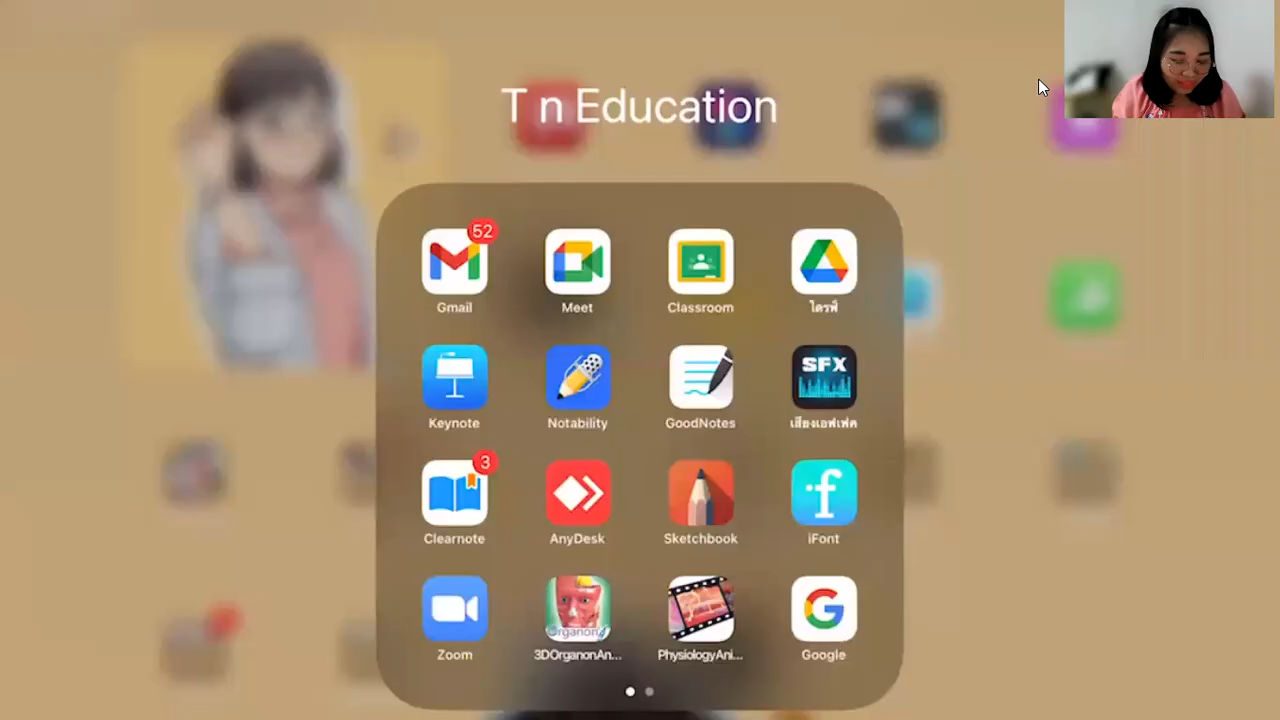 T n Education
52
Gmail
Meet
Classroom
ไดรฟ์
Keynote
Notability
GoodNotes
SFX
เสียงเอฟเฟค
3
Clearnote
AnyDesk
Sketchbook
f
iFont
Zoom
Organon
3DOrganonAn...
PhysiologyAni...
G
Google